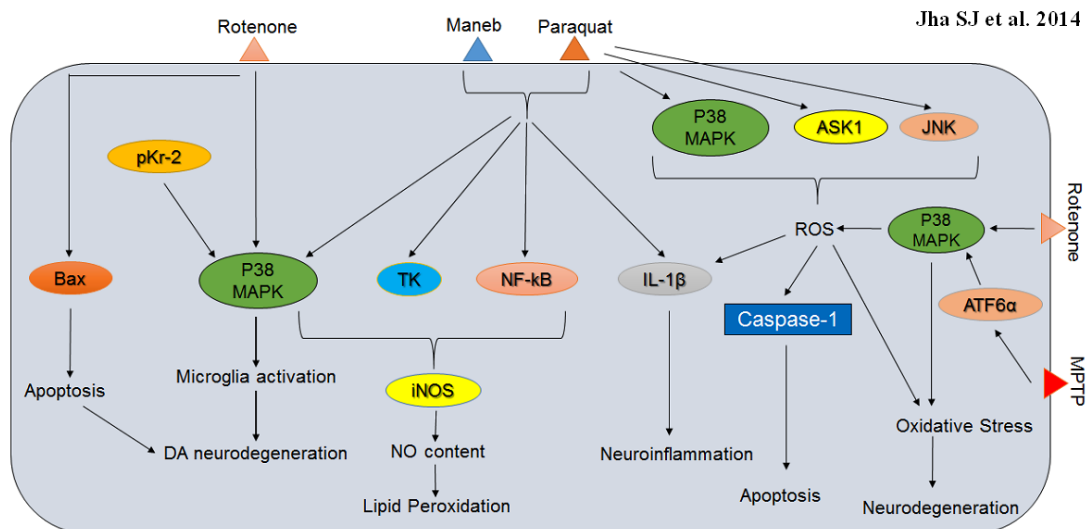 Jha SJ et al. 2014
Rotenone
Maneb
Paraquat
P38
MAPK
ASK1
JNK
pKr-2
Rotenone
ROS
P38
MAPK
Bax
P38
MAPK
TK
NF-kB
IL-1β
ATF6α
Caspase-1
MPTP
Apoptosis
Microglia activation
iNOS
Oxidative Stress
DA neurodegeneration
NO content
Neuroinflammation
Apoptosis
Lipid Peroxidation
Neurodegeneration